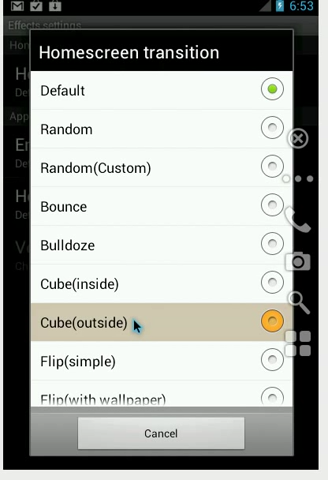 6:53
Effects settings
Homescreen transition
Default
Random
Random(Custom)
Bounce
Bulldoze
Cube(inside)
Cube(outside)
Flip(simple)
Flip(with wallpaper)
Cancel